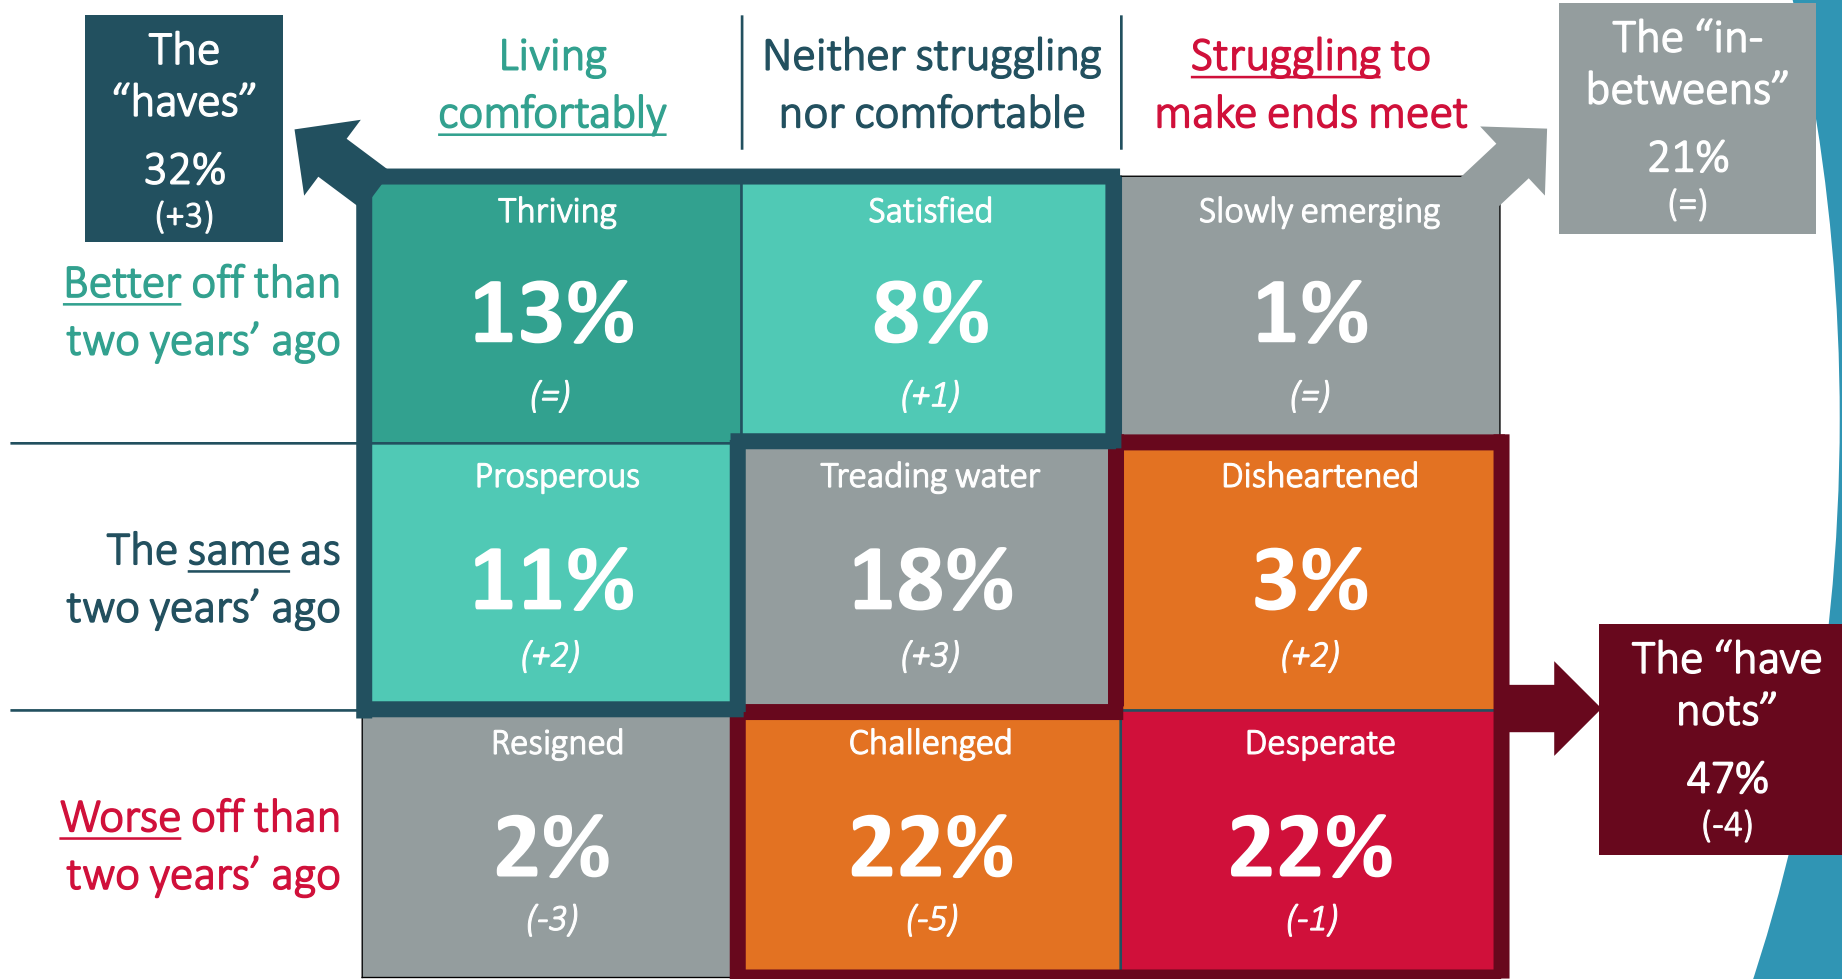 The
“haves”
32%
(+3)
Living
comfortably
Neither struggling
nor comfortable
Struggling to
make ends meet
The “in-
betweens”
21%
(=)
Better off than
two years’ ago
Thriving
13%
(=)
Satisfied
8%
(+1)
Slowly emerging
1%
(=)
The same as
two years’ ago
Prosperous
11%
(+2)
Treading water
18%
(+3)
Disheartened
3%
(+2)
The “have
nots”
47%
(-4)
Worse off than
two years’ ago
Resigned
2%
(-3)
Challenged
22%
(-5)
Desperate
22%
(-1)